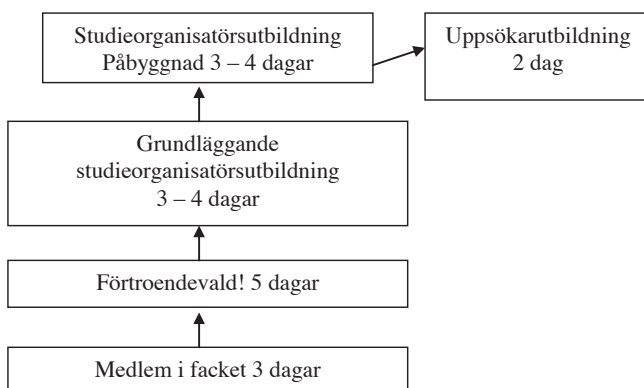 Studieorganisatörsutbildning
Påbyggnad 3 – 4 dagar
Uppsökarutbildning
2 dag
Grundläggande
studieorganisatörsutbildning
3 – 4 dagar
Förtroendevald! 5 dagar
Medlem i facket 3 dagar